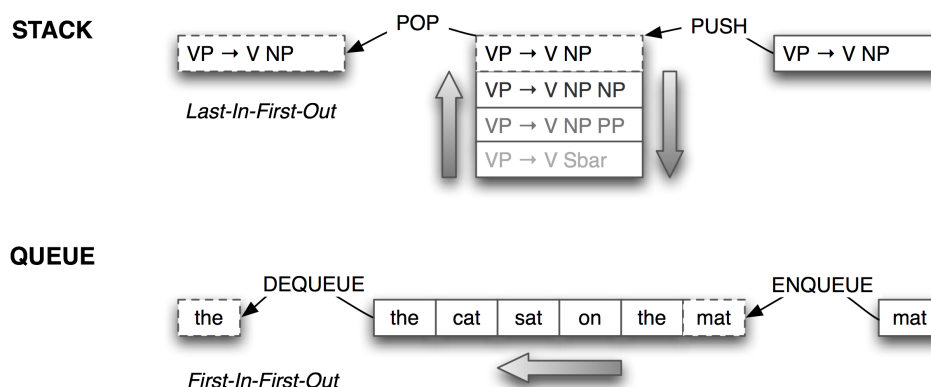 STACK
POP
PUSH
VP → V NP
VP → V NP
VP → V NP
VP → V NP NP
VP → V NP PP
VP → V Sbar
Last-In-First-Out
QUEUE
DEQUEUE
ENQUEUE
the
the cat sat on the mat
mat
First-In-First-Out